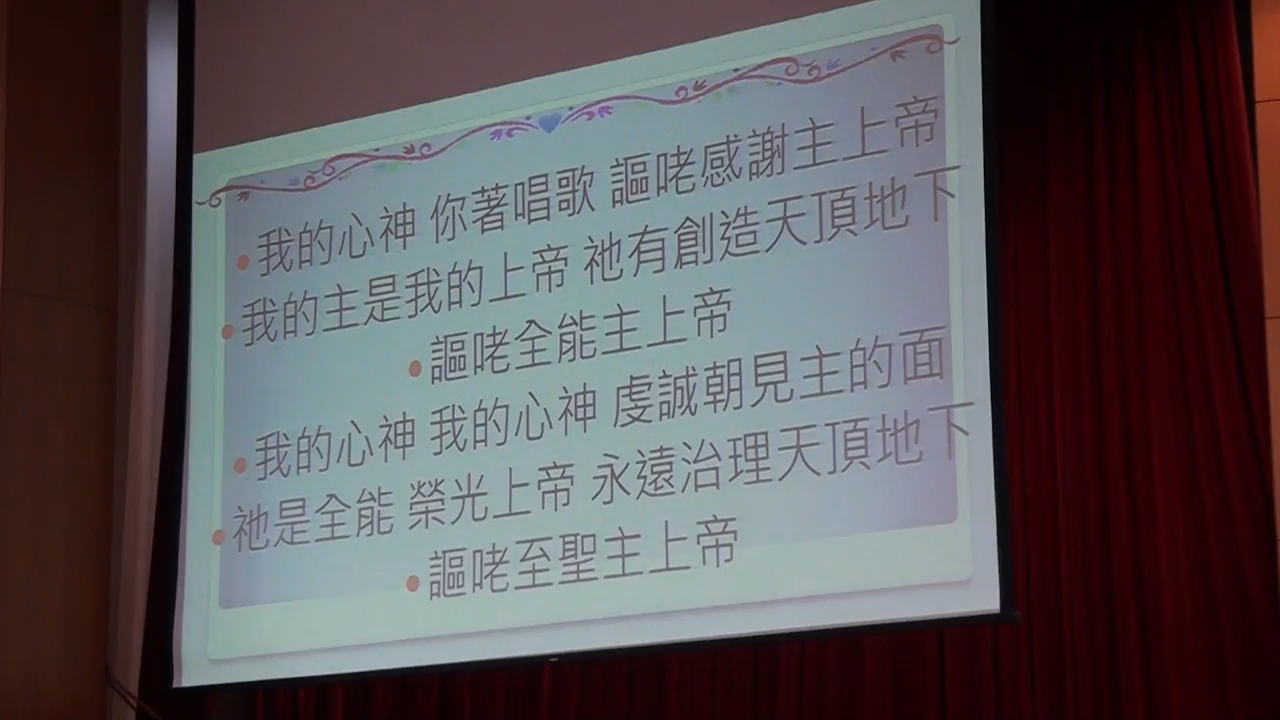 • 我的心神 你著唱歌 謳咾感謝主上帝
• 我的主是我的上帝 祂有創造天頂地下
• 謳咾全能主上帝
• 我的心神 我的心神 虔誠朝見主的面
• 祂是全能 榮光上帝 永遠治理天頂地下
• 謳咾至聖主上帝